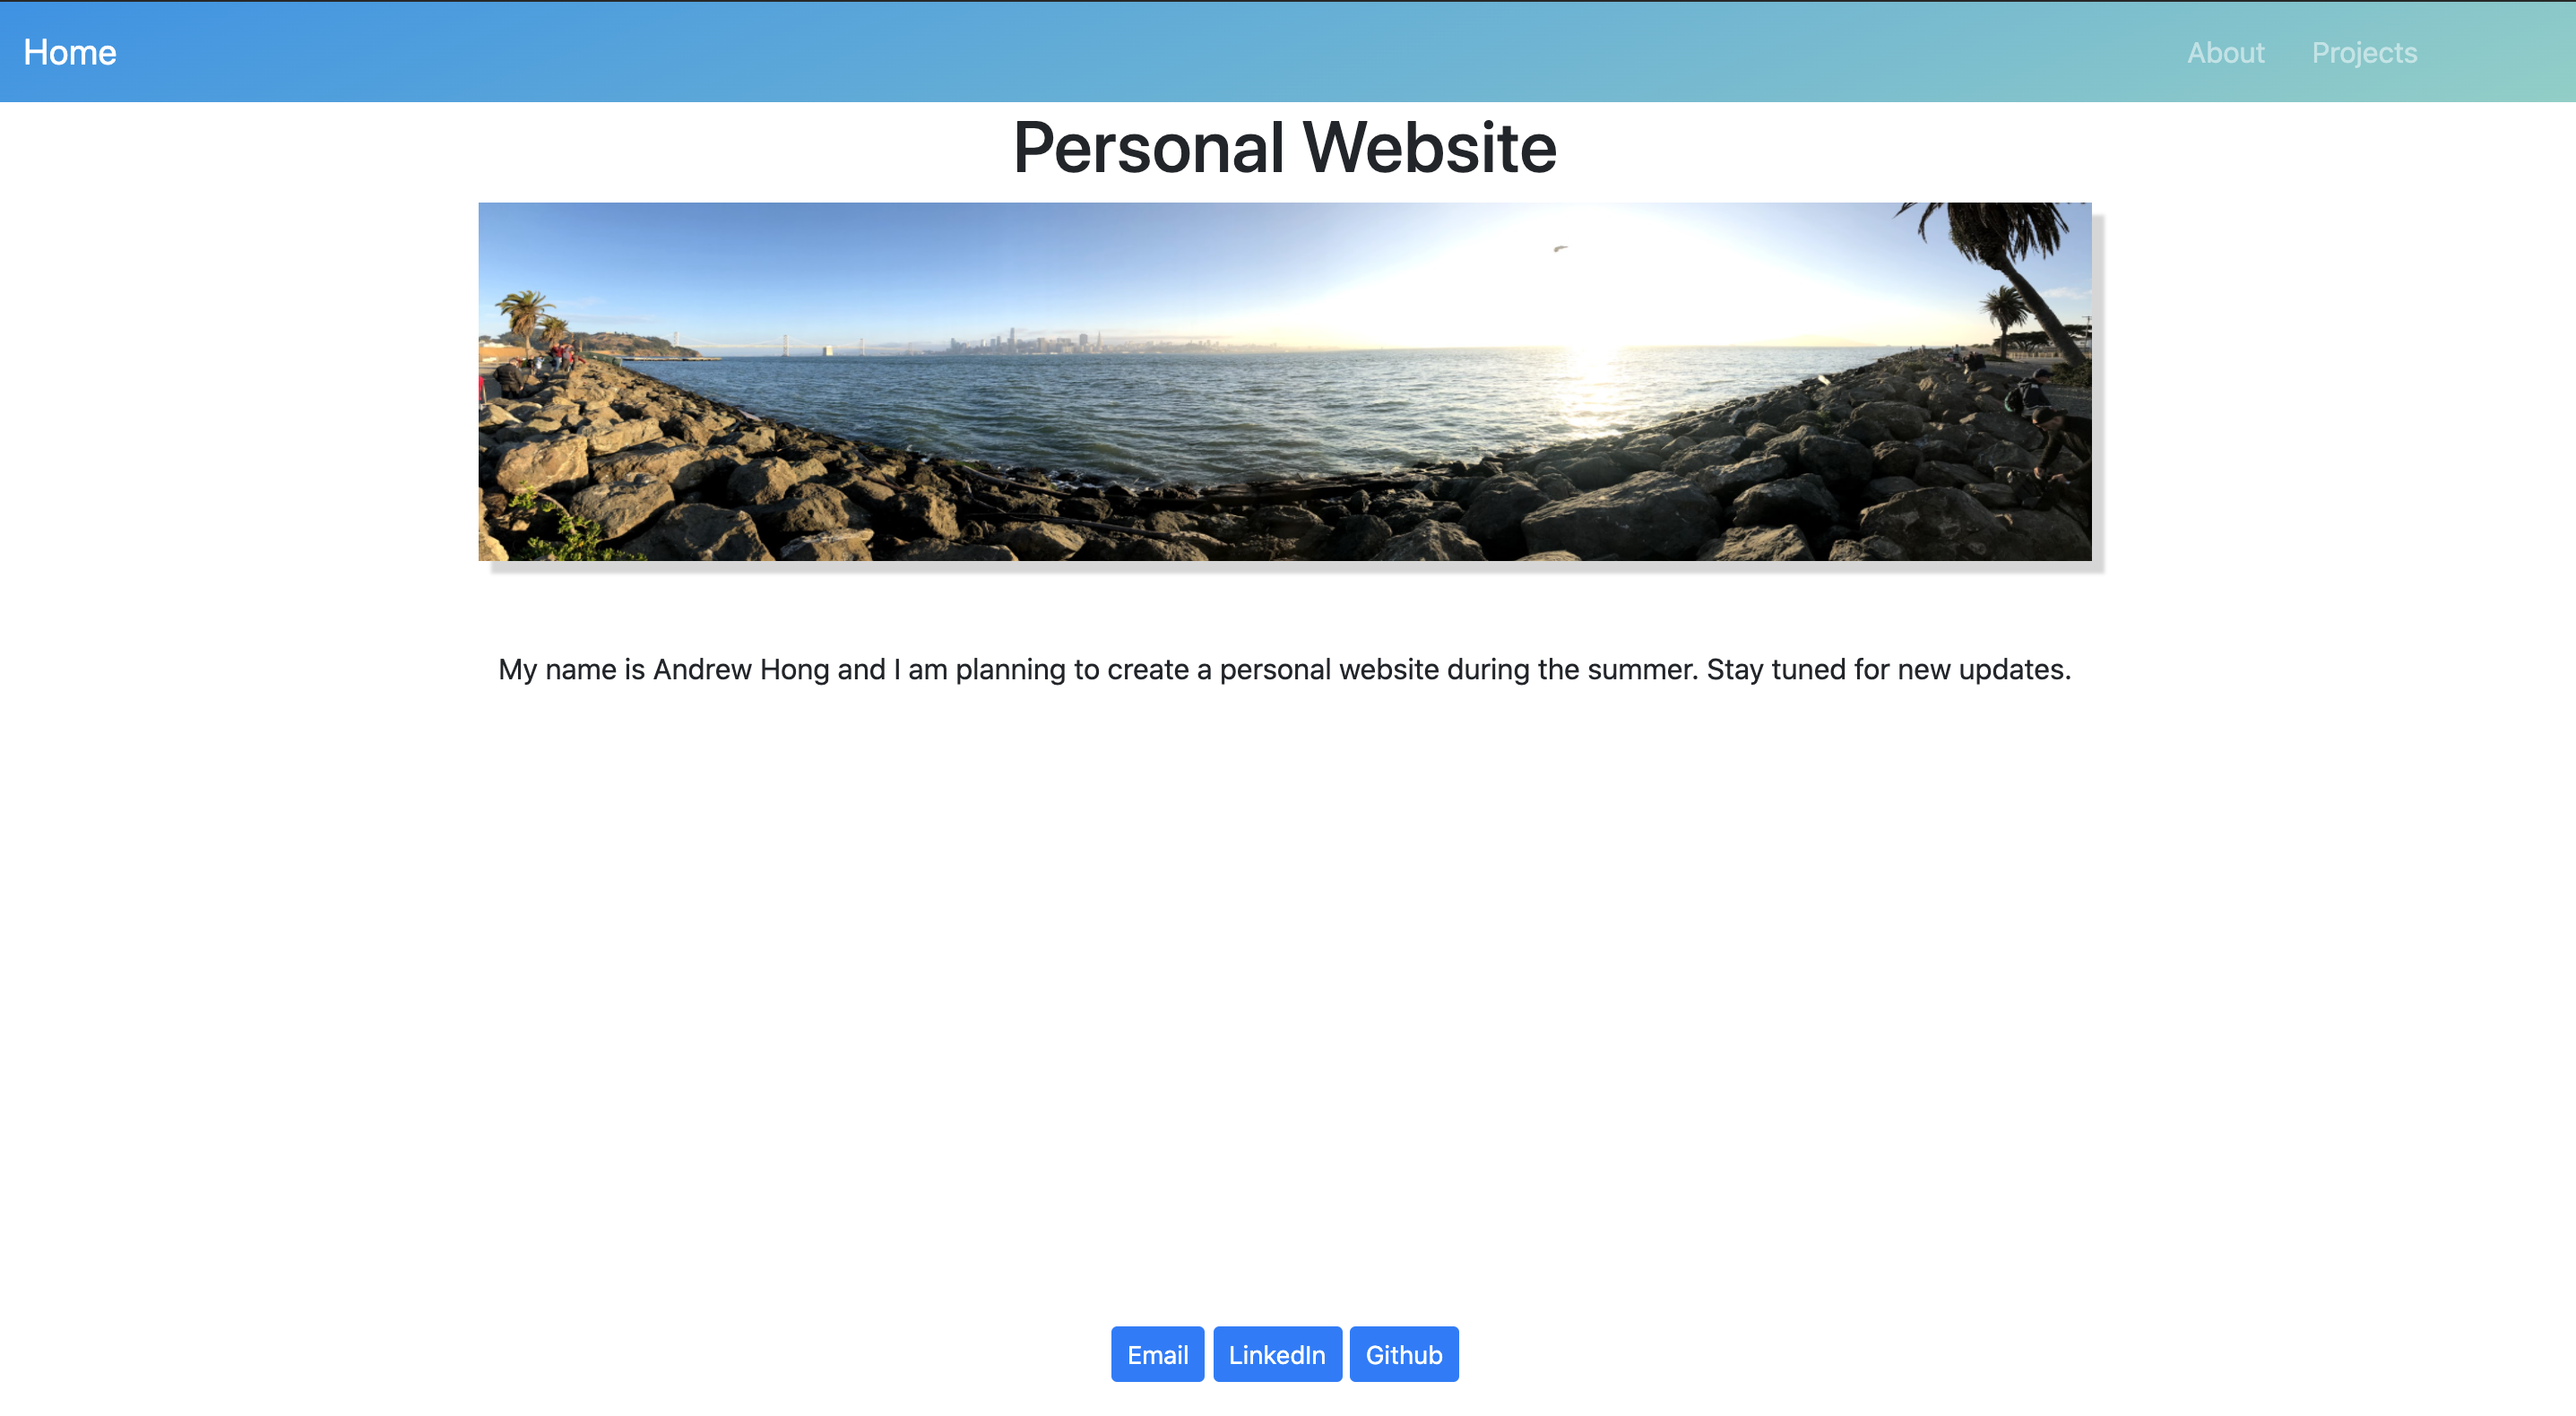 Home About Projects
Personal Website
My name is Andrew Hong and I am planning to create a personal website during the summer. Stay tuned for new updates.
Email LinkedIn Github